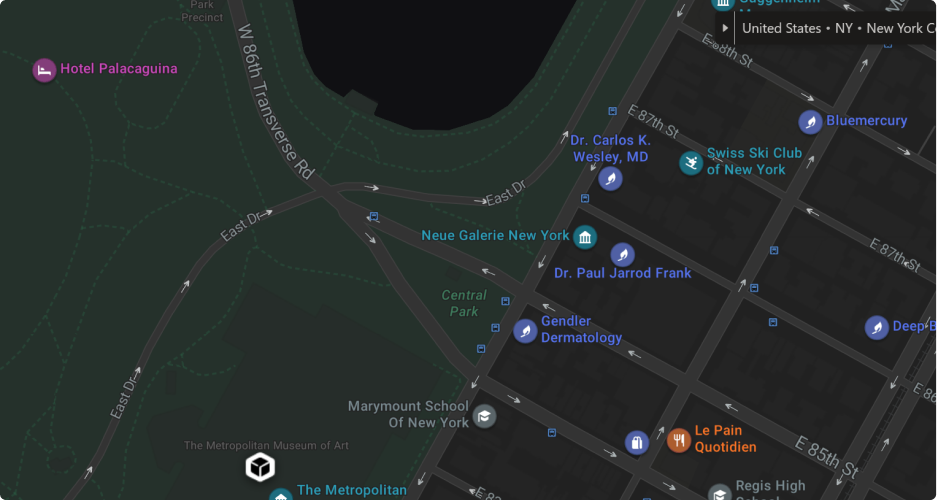 Park
Precinct
Guggenheim
United States • NY • New York C
W 86th Transverse Rd
Hotel Palacaguina
E 88th St
Bluemercury
E 87th St
Dr. Carlos K.
Wesley, MD
Swiss Ski Club
of New York
East Dr
East Dr
Neue Galerie New York
E 87th St
Dr. Paul Jarrod Frank
Central
Park
Gendler
Dermatology
Deep B
East Dr
E 86
Marymount School
Of New York
Le Pain
Quotidien
E 85th St
The Metropolitan Museum of Art
The Metropolitan
Regis High
School
E 82